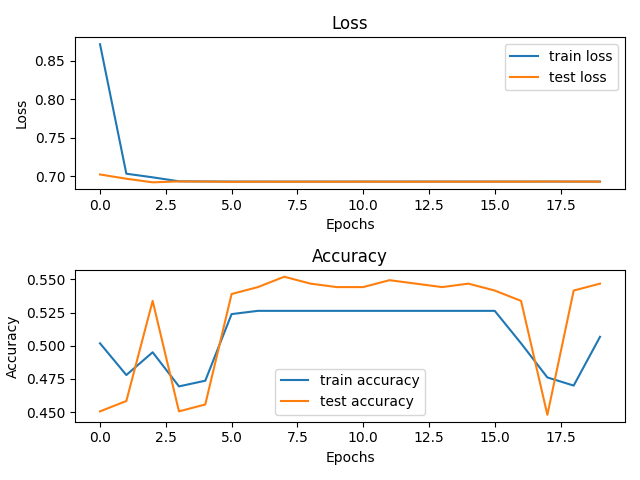 Loss
train loss
test loss
0.85
0.80
0.75
0.70
Loss
0.0 2.5 5.0 7.5 10.0 12.5 15.0 17.5
Epochs
Accuracy
0.550
0.525
0.500
0.475
0.450
Accuracy
train accuracy
test accuracy
0.0 2.5 5.0 7.5 10.0 12.5 15.0 17.5
Epochs